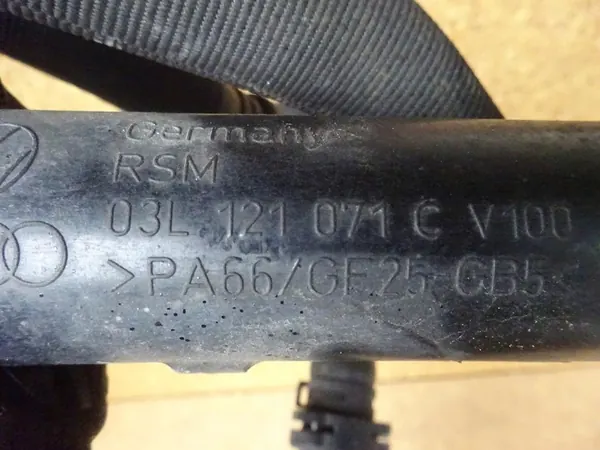 Germany
RSM
03L 121 071 C V100
>PA66/GF25 GB5